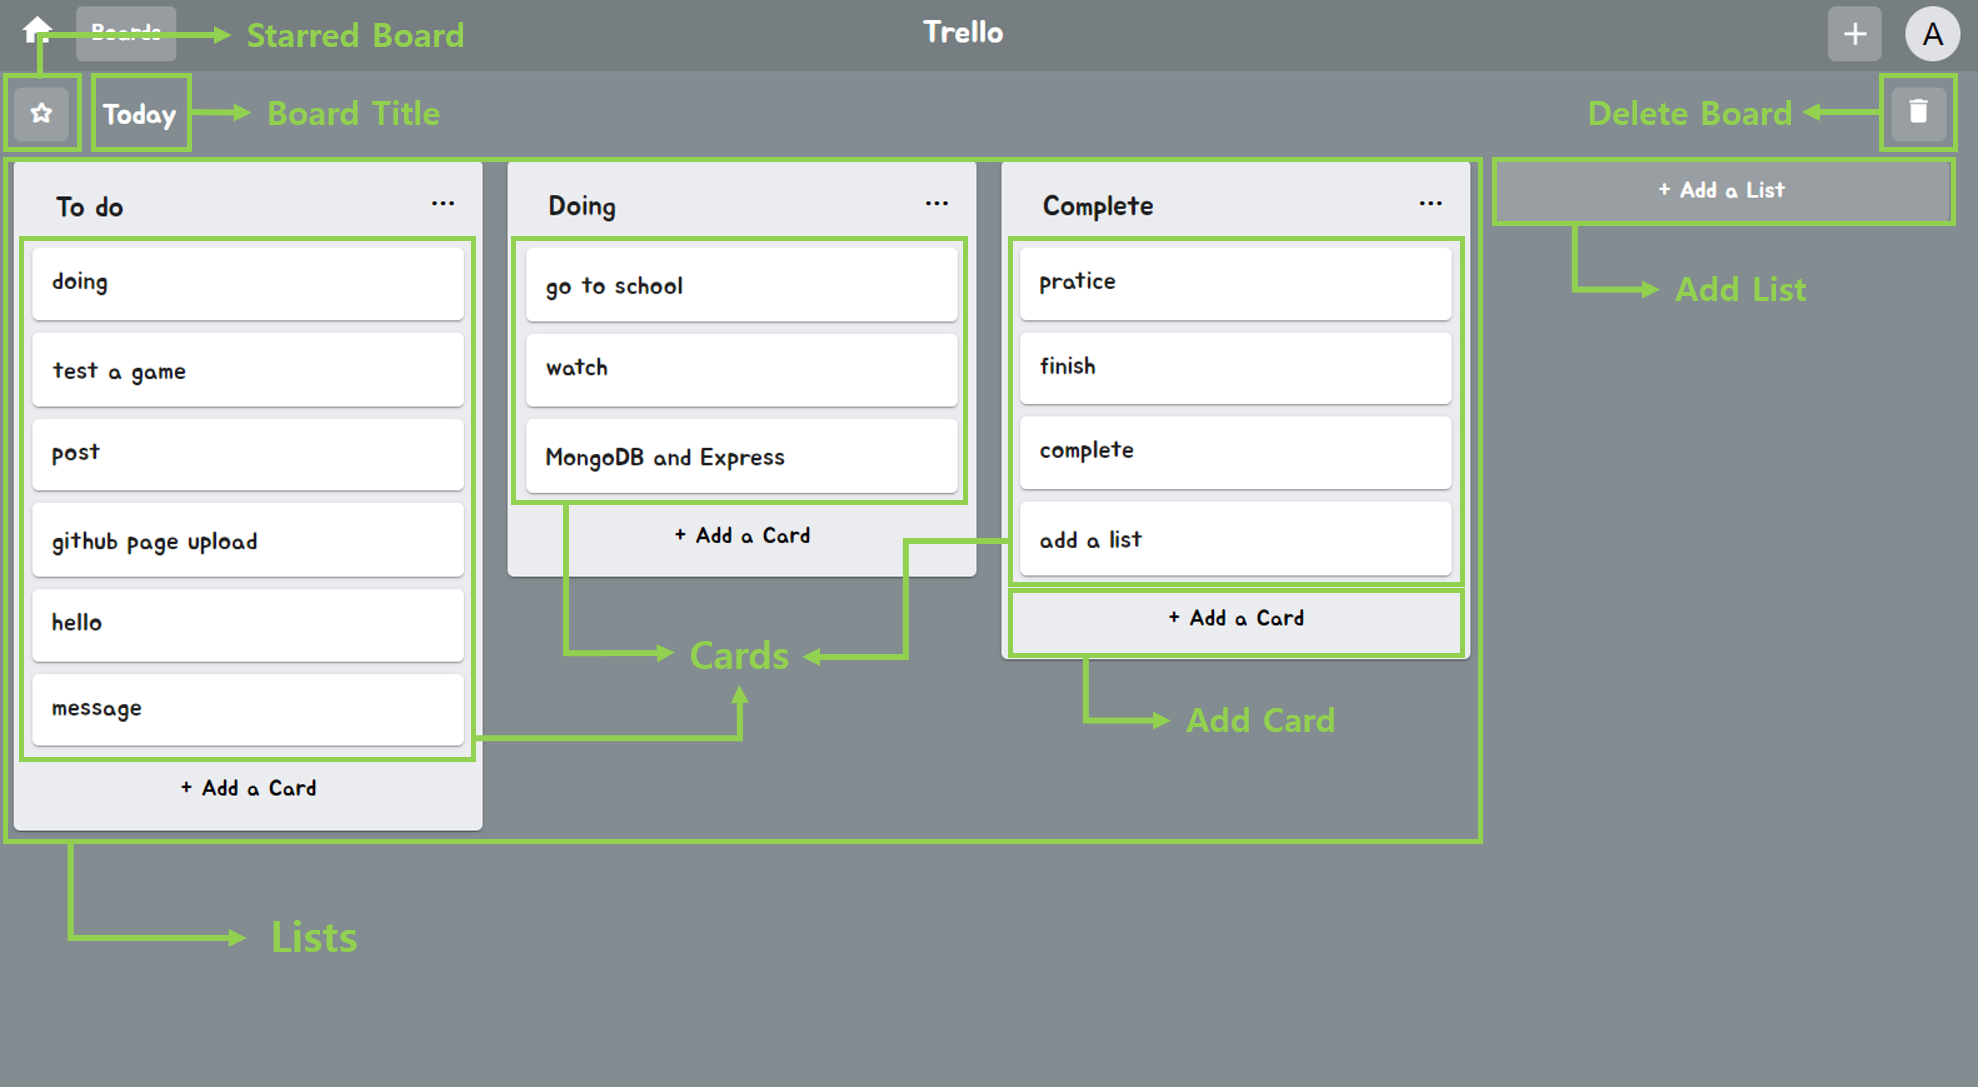 Boards
Starred Board
Trello
+
A
Today
Board Title
Delete Board
To do
...
Doing
...
Complete
...
+ Add a List
Add List
doing
test a game
post
github page upload
hello
message
+ Add a Card
go to school
watch
MongoDB and Express
+ Add a Card
pratice
finish
complete
add a list
+ Add a Card
Cards
Add Card
Lists